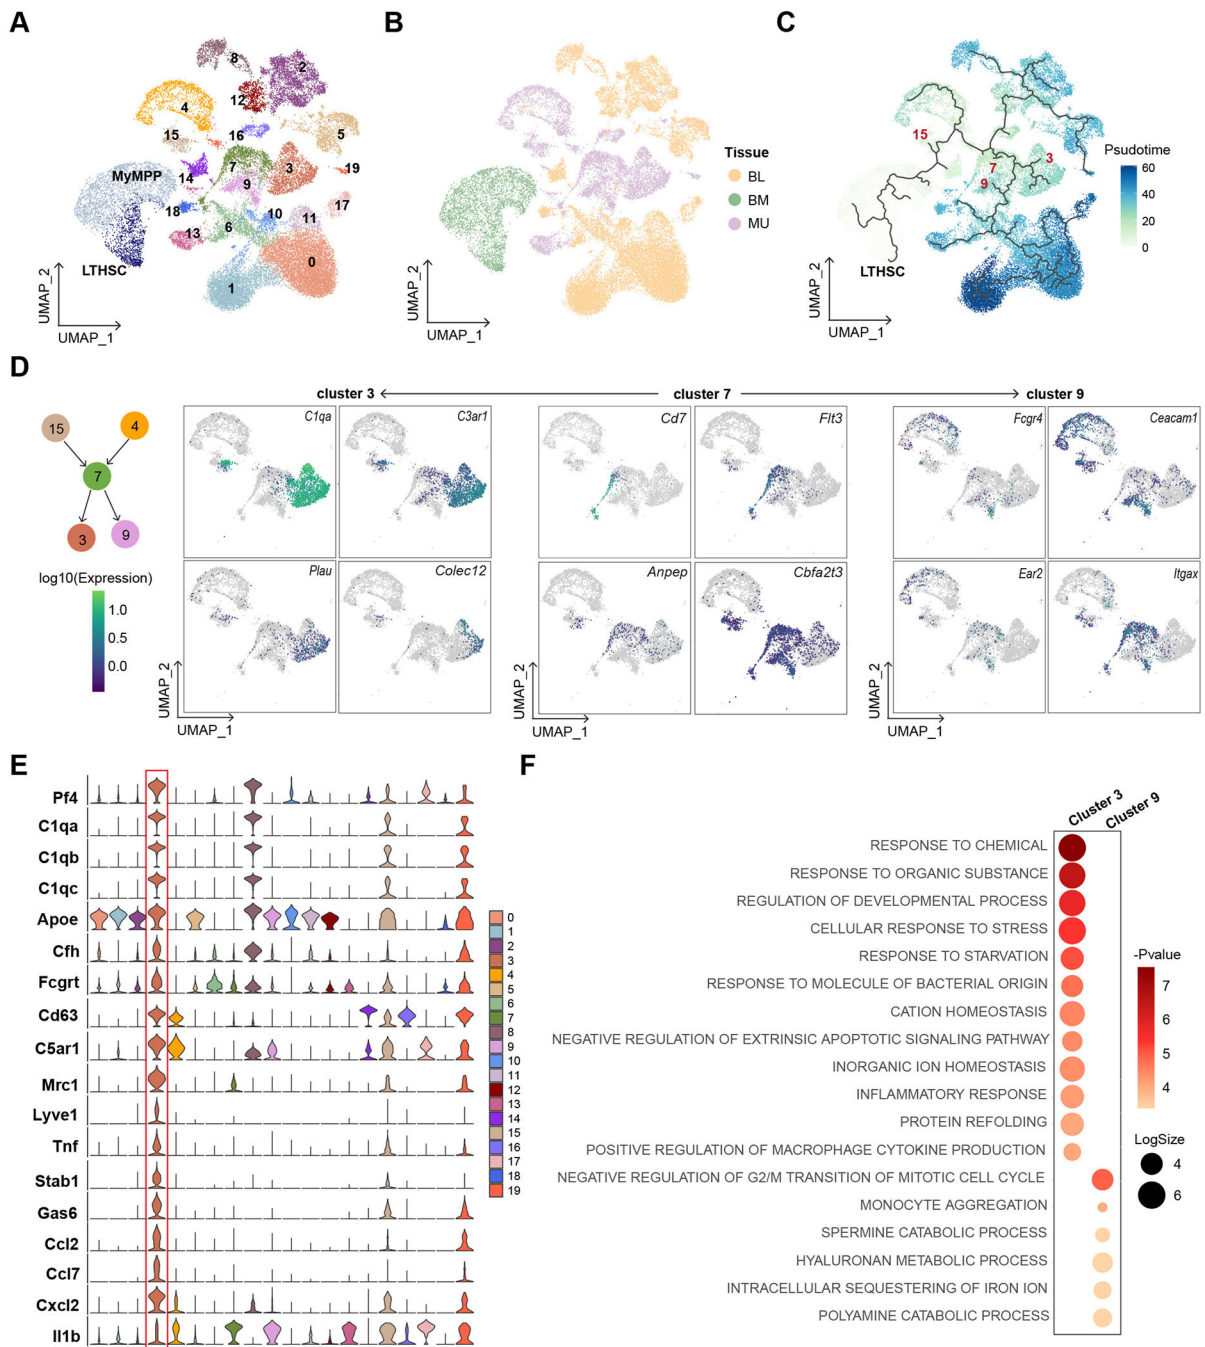 A
8
2
12
4
15
16
5
7
3
19
MyMPP
14
9
17
18
10
11
6
13
LTHSC
0
1
UMAP_2
UMAP_1
B
Tissue
BL
BM
MU
UMAP_2
UMAP_1
C
15
3
7
9
LTHSC
Psudotime
60
40
20
0
UMAP_2
UMAP_1
D
15
4
7
3
9
log10(Expression)
1.0
0.5
0.0
cluster 3
cluster 7
cluster 9
C1qa
C3ar1
Cd7
Flt3
Fcgr4
Ceacam1
Plau
Colec12
Anpep
Cbfa2t3
Ear2
Itgax
UMAP_2
UMAP_1
UMAP_2
UMAP_1
UMAP_2
UMAP_1
E
Pf4
C1qa
C1qb
C1qc
Apoe
Cfh
Fcgrt
Cd63
C5ar1
Mrc1
Lyve1
Tnf
Stab1
Gas6
Ccl2
Ccl7
Cxcl2
Il1b
0
1
2
3
4
5
6
7
8
9
10
11
12
13
14
15
16
17
18
19
F
Cluster 3
Cluster 9
RESPONSE TO CHEMICAL
RESPONSE TO ORGANIC SUBSTANCE
REGULATION OF DEVELOPMENTAL PROCESS
CELLULAR RESPONSE TO STRESS
RESPONSE TO STARVATION
RESPONSE TO MOLECULE OF BACTERIAL ORIGIN
CATION HOMEOSTASIS
NEGATIVE REGULATION OF EXTRINSIC APOPTOTIC SIGNALING PATHWAY
INORGANIC ION HOMEOSTASIS
INFLAMMATORY RESPONSE
PROTEIN REFOLDING
POSITIVE REGULATION OF MACROPHAGE CYTOKINE PRODUCTION
NEGATIVE REGULATION OF G2/M TRANSITION OF MITOTIC CELL CYCLE
MONOCYTE AGGREGATION
SPERMINE CATABOLIC PROCESS
HYALURONAN METABOLIC PROCESS
INTRACELLULAR SEQUESTERING OF IRON ION
POLYAMINE CATABOLIC PROCESS
-Pvalue
7
6
5
4
LogSize
4
6